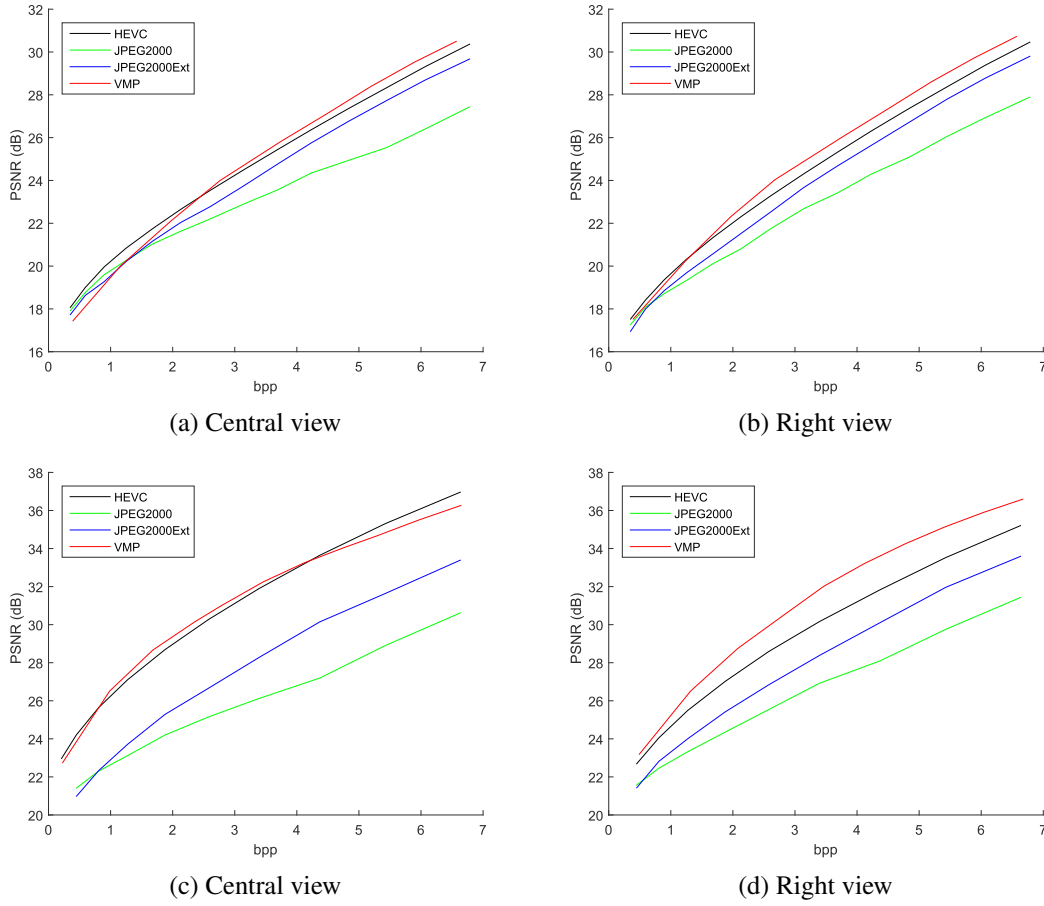 32
30
28
26
24
22
20
18
16
PSNR (dB)
HEVC
JPEG2000
JPEG2000Ext
VMP
0 1 2 3 4 5 6 7
bpp
(a) Central view
32
30
28
26
24
22
20
18
16
PSNR (dB)
HEVC
JPEG2000
JPEG2000Ext
VMP
0 1 2 3 4 5 6 7
bpp
(b) Right view
38
36
34
32
30
28
26
24
22
20
PSNR (dB)
HEVC
JPEG2000
JPEG2000Ext
VMP
0 1 2 3 4 5 6 7
bpp
(c) Central view
38
36
34
32
30
28
26
24
22
20
PSNR (dB)
HEVC
JPEG2000
JPEG2000Ext
VMP
0 1 2 3 4 5 6 7
bpp
(d) Right view